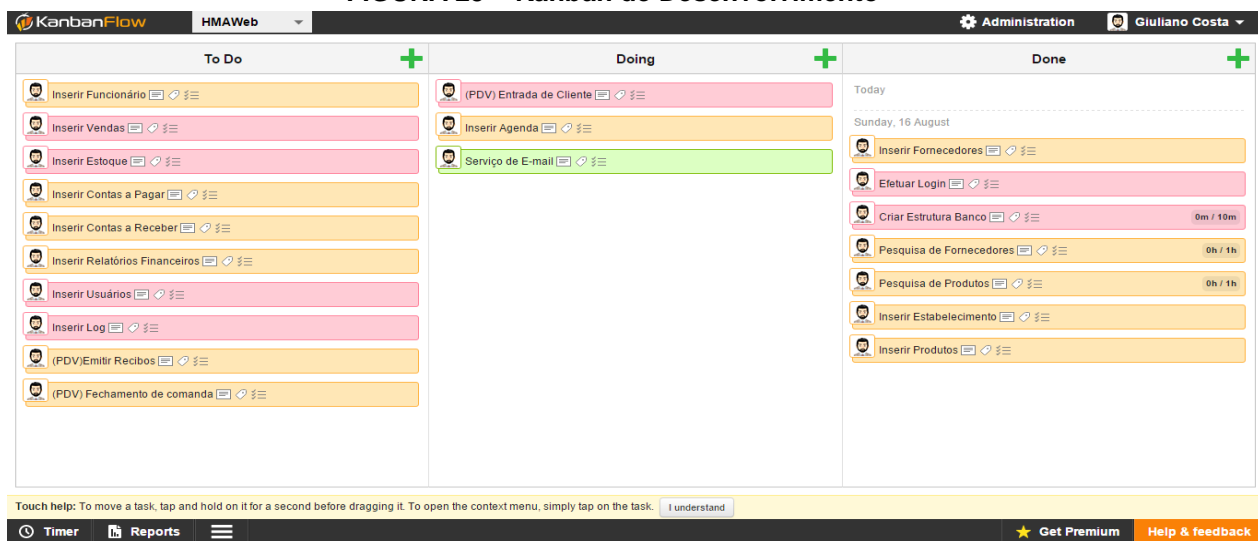 FIGURA – Kanban Desenvolvimento
KanbanFlow HMAWeb Administration Giuliano Costa
To Do
Inserir Funcionário
Inserir Vendas
Inserir Estoque
Inserir Contas a Pagar
Inserir Contas a Receber
Inserir Relatórios Financeiros
Inserir Usuários
Inserir Log
(PDV)Emitir Recibos
(PDV) Fechamento de comanda
Doing
(PDV) Entrada de Cliente
Inserir Agenda
Serviço de E-mail
Done
Today
Sunday, 16 August
Inserir Fornecedores
Efetuar Login
Criar Estrutura Banco 0m / 10m
Pesquisa de Fornecedores 0h / 1h
Pesquisa de Produtos 0h / 1h
Inserir Estabelecimento
Inserir Produtos
Touch help: To move a task, tap and hold on it for a second before dragging it. To open the context menu, simply tap on the task. I understand
Timer Reports Get Premium Help & feedback